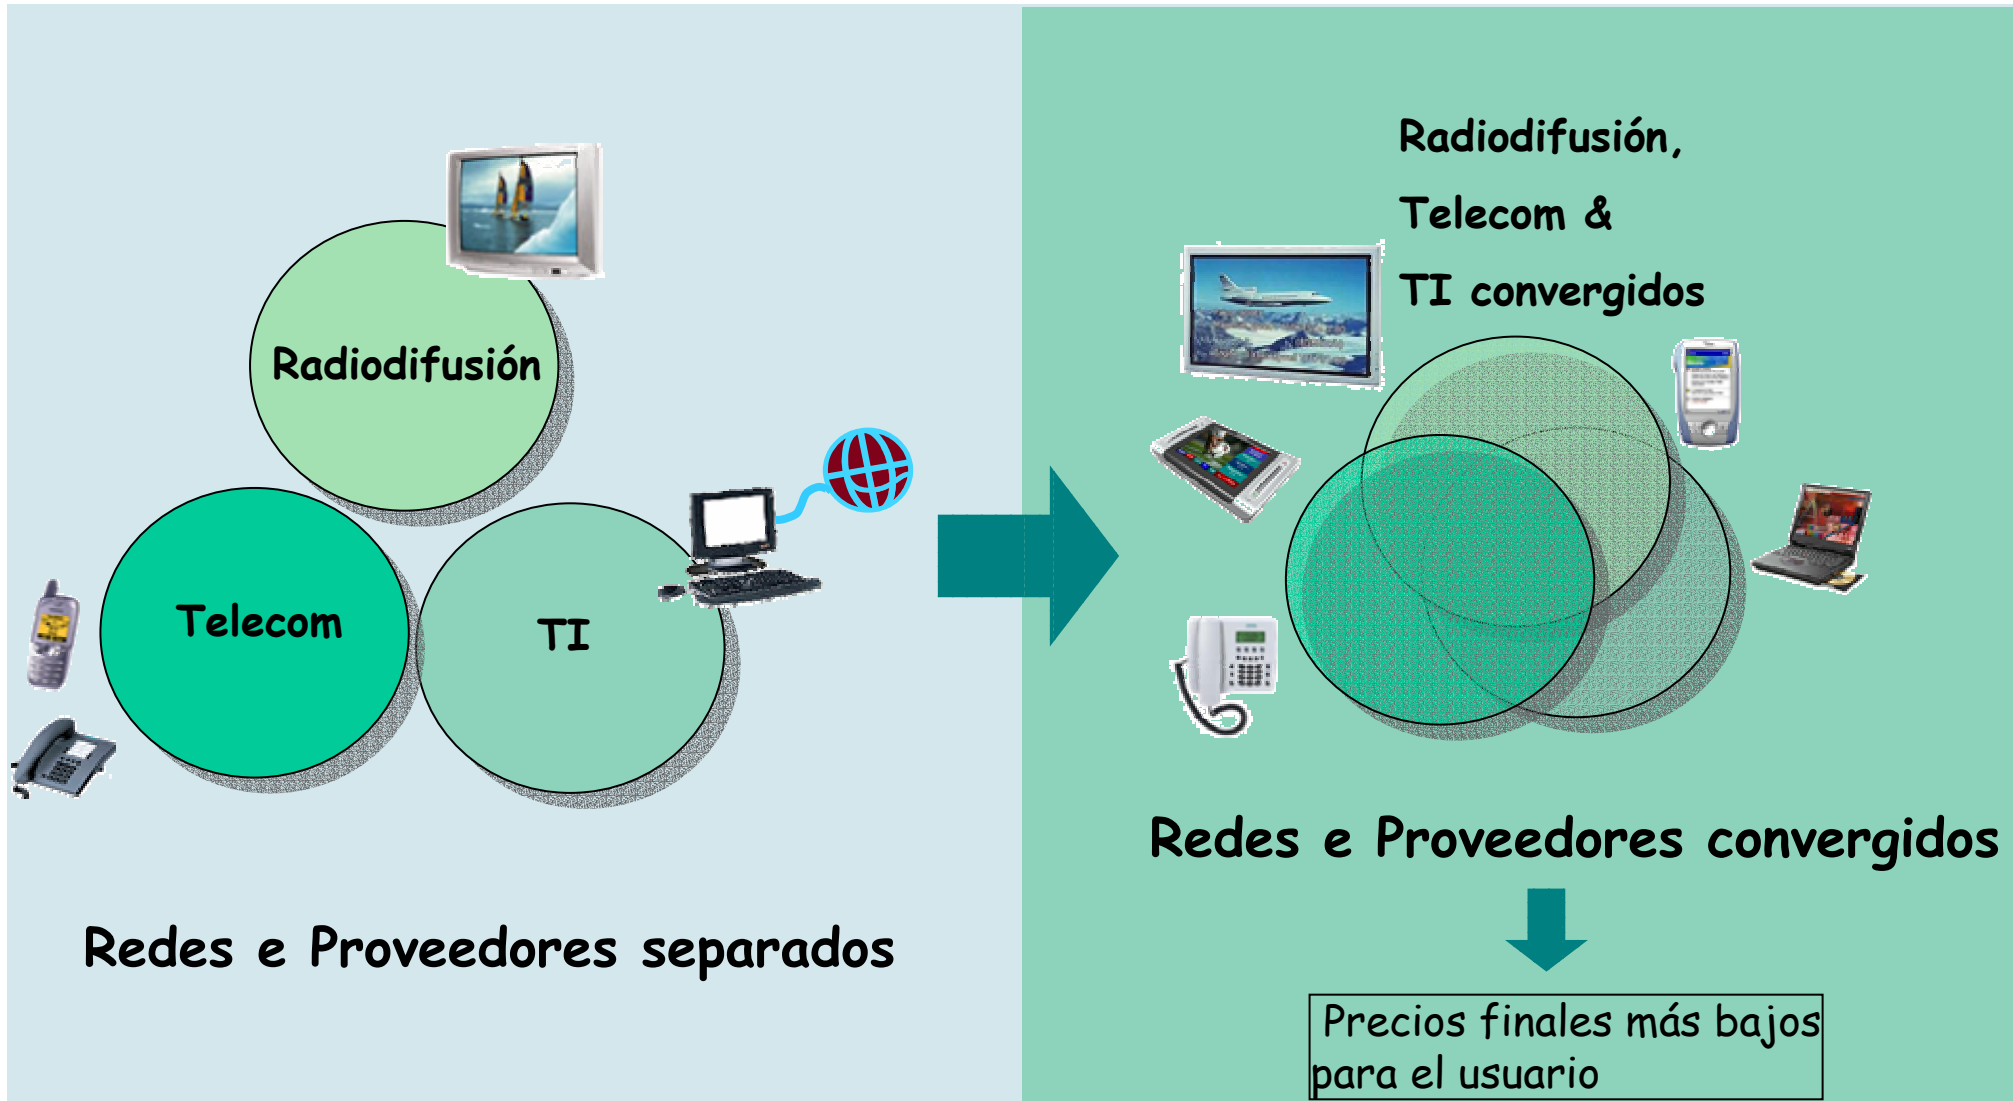 Radiodifusión
Telecom
TI
Redes e Proveedores separados
Radiodifusión,
Telecom &
TI convergidos
Redes e Proveedores convergidos
Precios finales más bajos
para el usuario